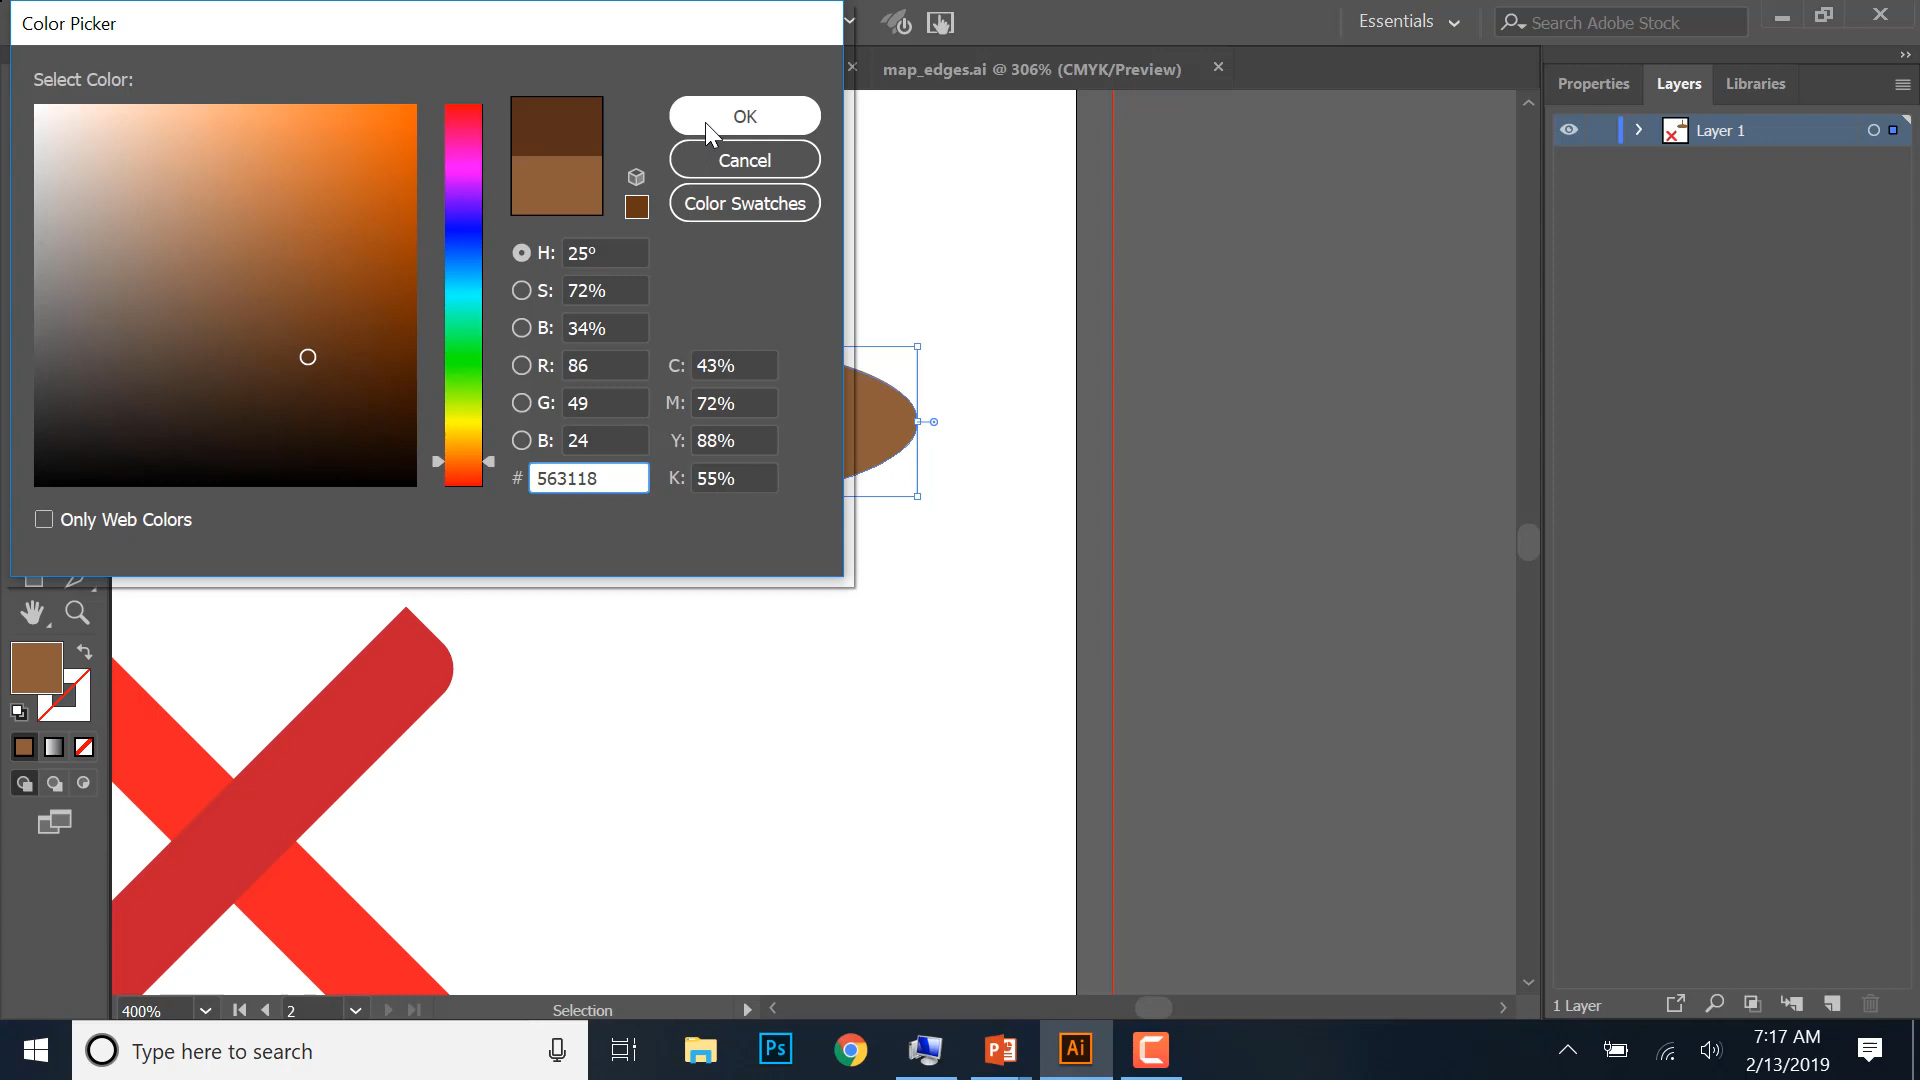 Color Picker
Select Color:
OK
Cancel
Color Swatches
H: 25º
S: 72%
B: 34%
R: 86
G: 49
B: 24
# 563118
C: 43%
M: 72%
Y: 88%
K: 55%
Only Web Colors
Essentials
Search Adobe Stock
map_edges.ai @ 306% (CMYK/Preview)
Properties
Layers
Libraries
Layer 1
400%
2
Selection
1 Layer
Type here to search
Ps
Ai
7:17 AM
2/13/2019